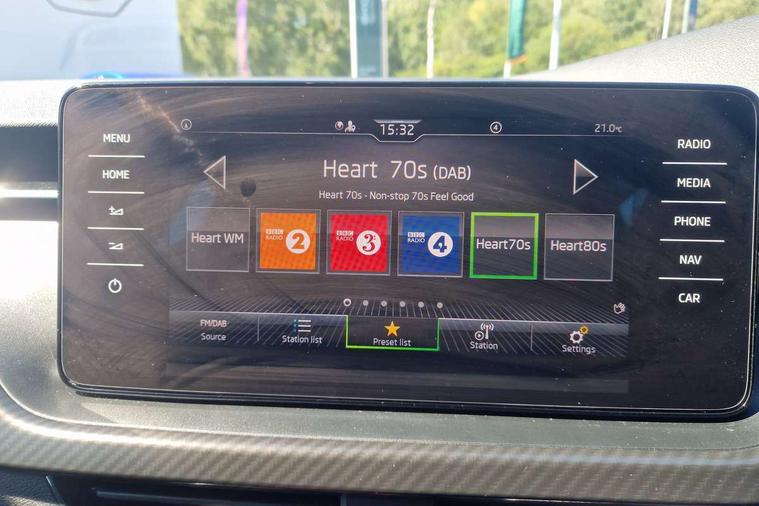 MENU
HOME
15:32
4
21.0°C
Heart 70s (DAB)
Heart 70s - Non-stop 70s Feel Good
Heart WM
BBC RADIO 2
BBC RADIO 3
BBC RADIO 4
Heart70s
Heart80s
FM/DAB
Source
Station list
Preset list
Station
Settings
RADIO
MEDIA
PHONE
NAV
CAR